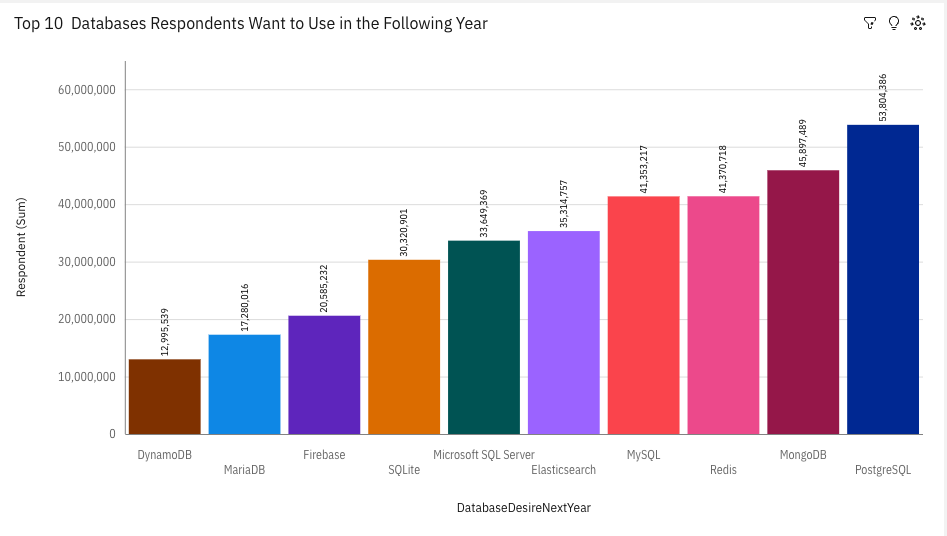 Top 10  Databases Respondents Want to Use in the Following Year
Respondent (Sum)
60,000,000
50,000,000
40,000,000
30,000,000
20,000,000
10,000,000
0
12,995,539
17,280,016
20,585,232
30,320,901
33,649,369
35,314,757
41,353,217
41,370,718
45,897,489
53,804,386
DynamoDB
MariaDB
Firebase
SQLite
Microsoft SQL Server
Elasticsearch
MySQL
Redis
MongoDB
PostgreSQL
DatabaseDesireNextYear